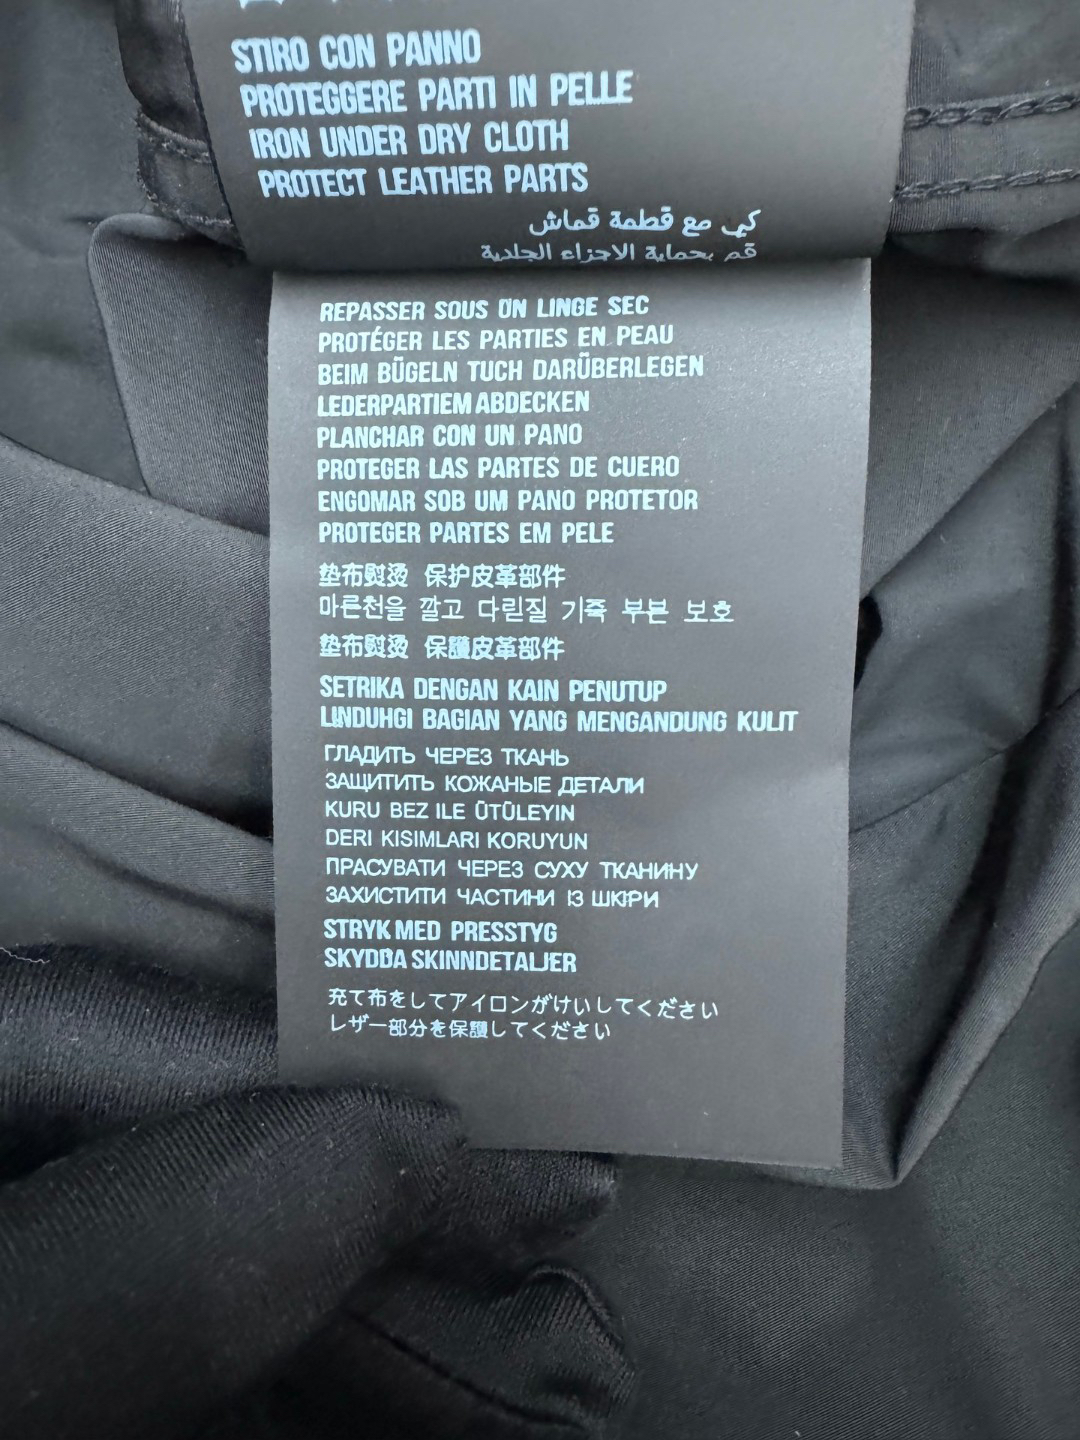 STIRO CON PANNO
PROTEGGERE PARTI IN PELLE
IRON UNDER DRY CLOTH
PROTECT LEATHER PARTS
كي مع قطمة قماش
قم بحماية الاجزاء الجلدية
REPASSER SOUS ÚN LINGE SEC
PROTÉGER LES PARTIES EN PEAU
BEIM BÜGELN TUCH DARÜBERLEGEN
LEDERPARTIEM ABDECKEN
PLANCHAR CON UN PANO
PROTEGER LAS PARTES DE CUERO
ENGOMAR SOB UM PANO PROTETOR
PROTEGER PARTES EM PELE
垫布熨烫 保护皮革部件
마른천을 깔고 다린질 기죽 부분 보호
垫布熨烫 保護皮革部件
SETRIKA DENGAN KAIN PENUTUP
LINDUHGI BAGIAN YANG MENGANDUNG KULIT
ГЛАДИТЬ ЧЕРЕЗ ТКАНЬ
ЗАЩИТИТЬ КОЖАНЫЕ ДЕТАЛИ
KURU BEZ ILE ÜTÜLEYIN
DERI KISIMLARI KORUYUN
ПРАСУВАТИ ЧЕРЕЗ СУХУ ТКАНИНУ
ЗАХИСТИТИ ЧАСТИНИ ІЗ ШКІРИ
STRYK MED PRESSTYG
SKYDDA SKINNDETALJER
充て布をしてアイロンがけいしてください
レザー部分を保護してください